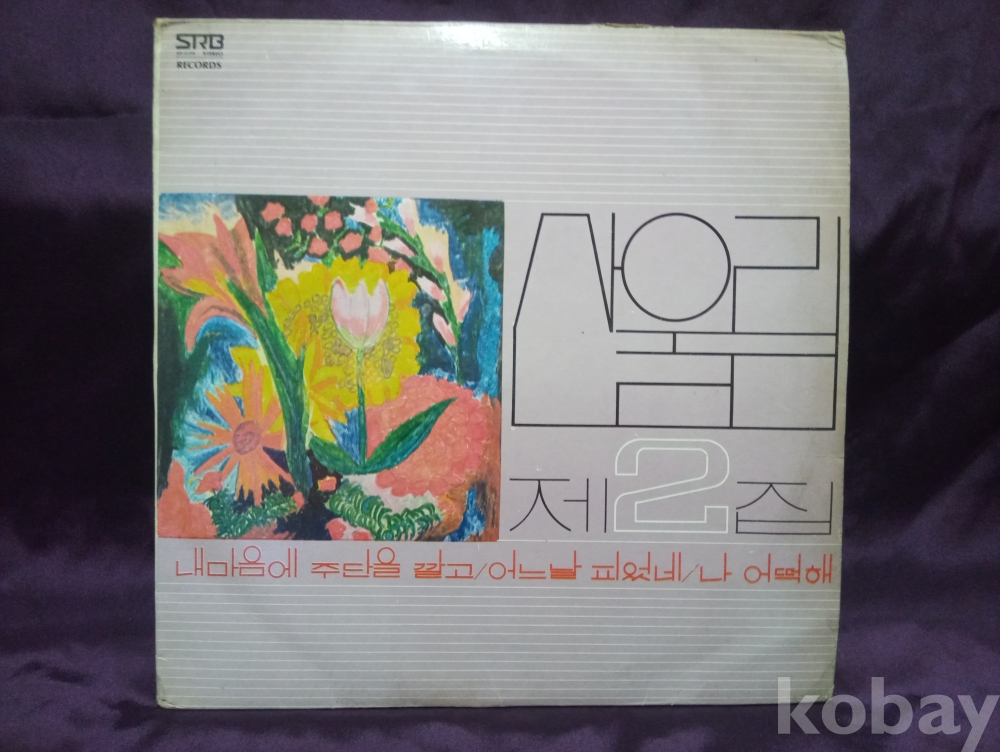 SRB
RECORDS
산울림
제2집
내마음에 주단을 깔고/어느날 피었네/나 어떡해
kobay